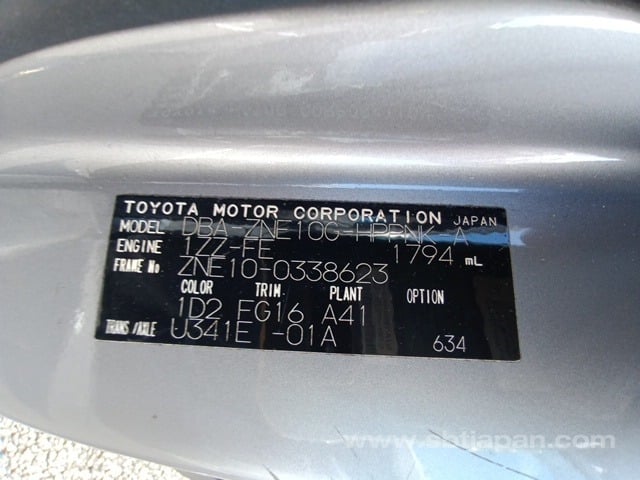 TOYOTA MOTOR CORPORATION JAPAN
MODEL DBA-ZNE10G-HPPNK A
ENGINE 1ZZ-FE 1794 mL
FRAME No. ZNE10-0338623
COLOR TRIM PLANT OPTION
1D2 FG16 A41
TRANS/AXLE U341E -01A 634
www.sbtjapan.com